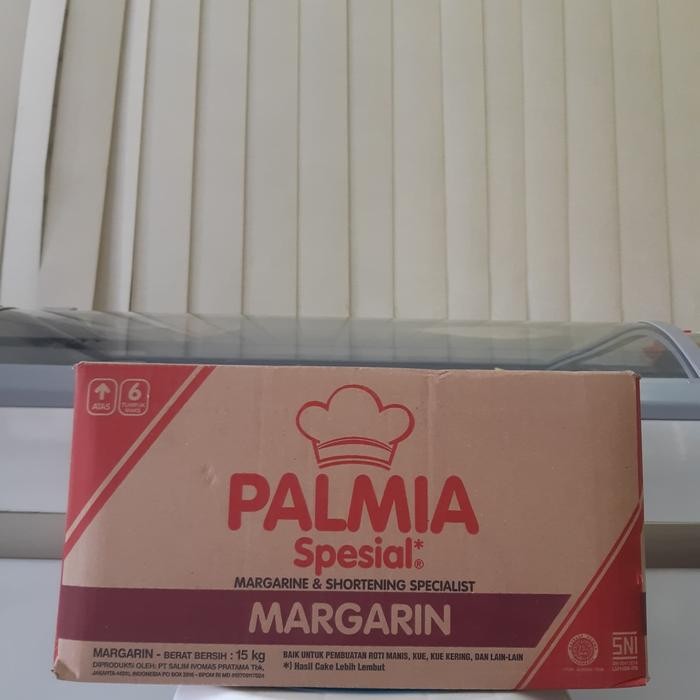 ATAS
6
PALMIA
Spesial*®
MARGARINE & SHORTENING SPECIALIST
MARGARIN
MARGARIN - BERAT BERSIH : 15 kg
DIPRODUKSI OLEH: PT SALIM IVOMAS PRATAMA Tbk,
BAIK UNTUK PEMBUATAN ROTI MANIS, KUE, KUE KERING, DAN LAIN-LAIN
*) Hasil Cake Lebih Lembut
SNI